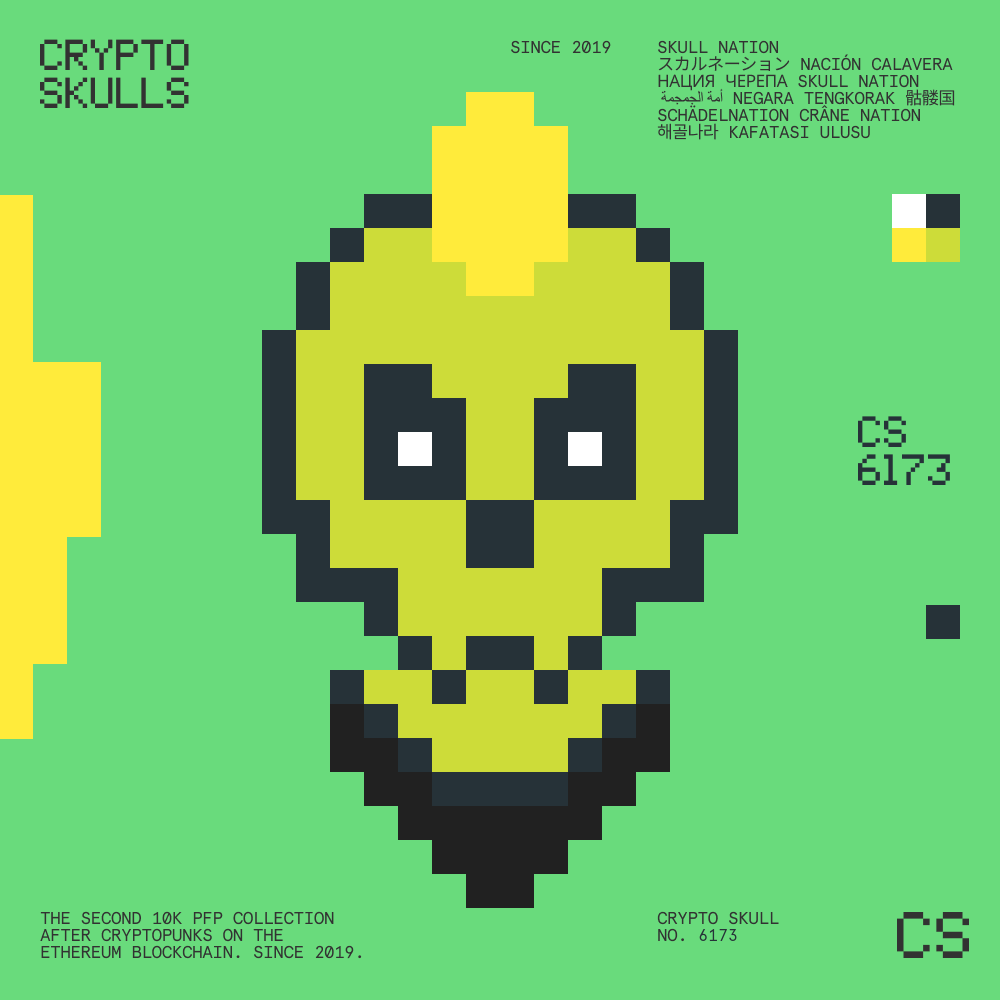 CRYPTO
SKULLS
SINCE 2019
SKULL NATION
スカルネーション NACIÓN CALAVERA
НАЦИЯ ЧЕРЕПА SKULL NATION
أمة الجمجمة NEGARA TENGKORAK 骷髅国
SCHÄDELNATION CRÂNE NATION
해골나라 KAFATASI ULUSU
CS
6173
THE SECOND 10K PFP COLLECTION
AFTER CRYPTOPUNKS ON THE
ETHEREUM BLOCKCHAIN. SINCE 2019.
CRYPTO SKULL
NO. 6173
CS